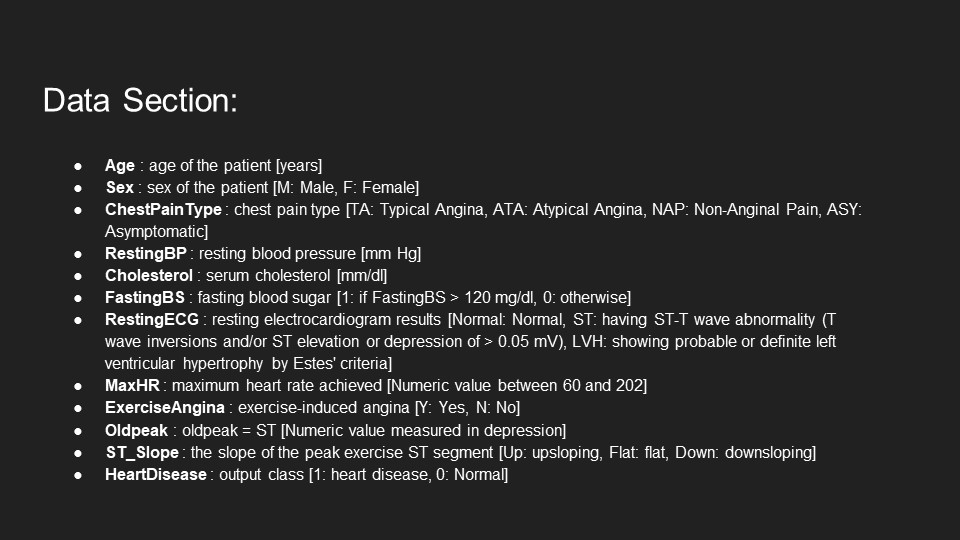 Data Section:
● Age : age of the patient [years]
● Sex : sex of the patient [M: Male, F: Female]
● ChestPainType : chest pain type [TA: Typical Angina, ATA: Atypical Angina, NAP: Non-Anginal Pain, ASY:
Asymptomatic]
● RestingBP : resting blood pressure [mm Hg]
● Cholesterol : serum cholesterol [mm/dl]
● FastingBS : fasting blood sugar [1: if FastingBS > 120 mg/dl, 0: otherwise]
● RestingECG : resting electrocardiogram results [Normal: Normal, ST: having ST-T wave abnormality (T
wave inversions and/or ST elevation or depression of > 0.05 mV), LVH: showing probable or definite left
ventricular hypertrophy by Estes' criteria]
● MaxHR : maximum heart rate achieved [Numeric value between 60 and 202]
● ExerciseAngina : exercise-induced angina [Y: Yes, N: No]
● Oldpeak : oldpeak = ST [Numeric value measured in depression]
● ST_Slope : the slope of the peak exercise ST segment [Up: upsloping, Flat: flat, Down: downsloping]
● HeartDisease : output class [1: heart disease, 0: Normal]